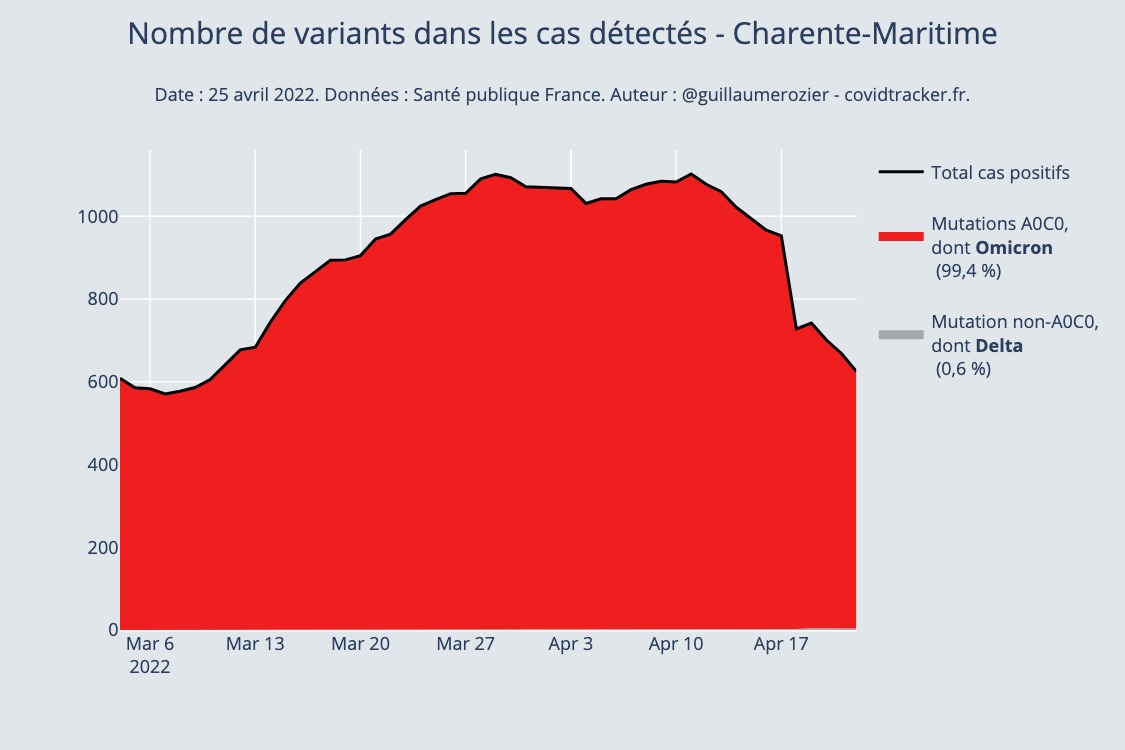 Nombre de variants dans les cas détectés - Charente-Maritime
Date : 25 avril 2022. Données : Santé publique France. Auteur : @guillaumerozier - covidtracker.fr.
Total cas positifs
Mutations A0C0,
dont Omicron
(99,4 %)
Mutation non-A0C0,
dont Delta
(0,6 %)
1000
800
600
400
200
0
Mar 6 Mar 13 Mar 20 Mar 27 Apr 3 Apr 10 Apr 17
2022